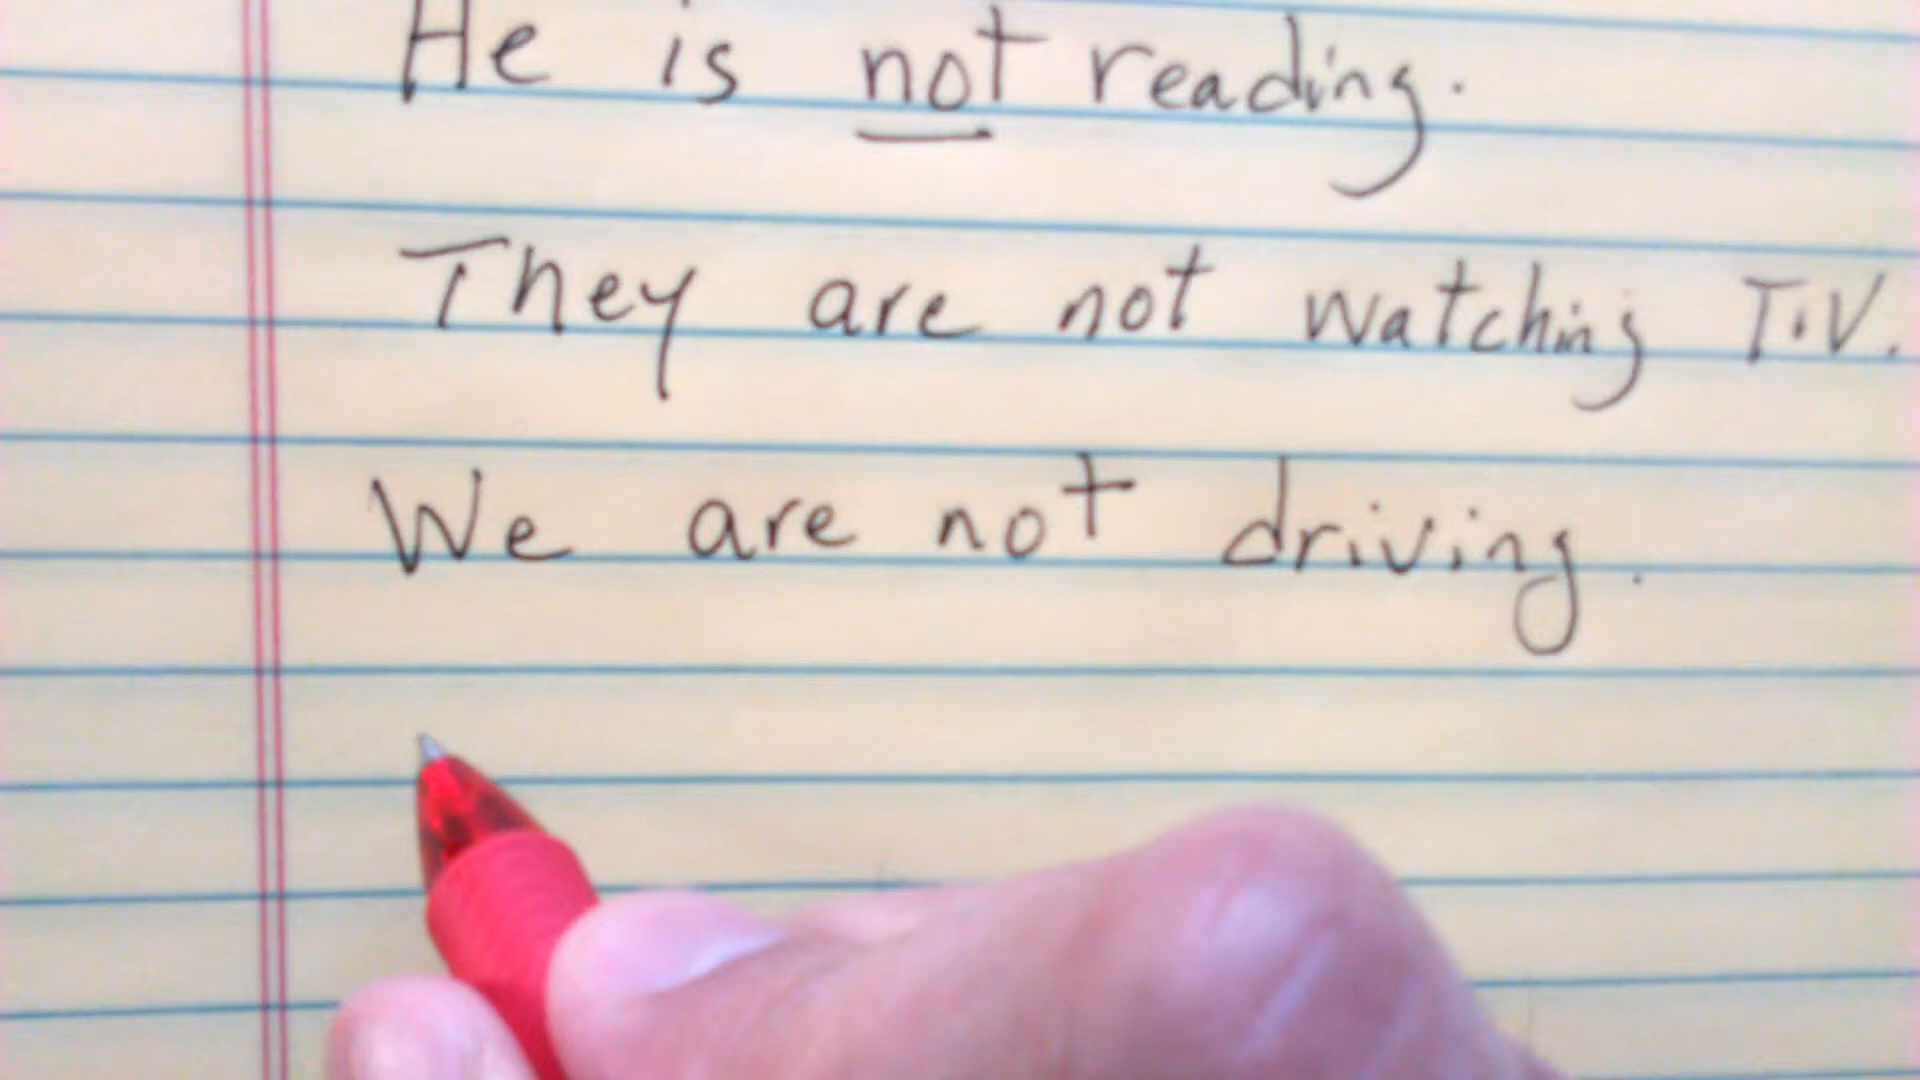 He is not reading.
They are not watching T.V.
We are not driving.